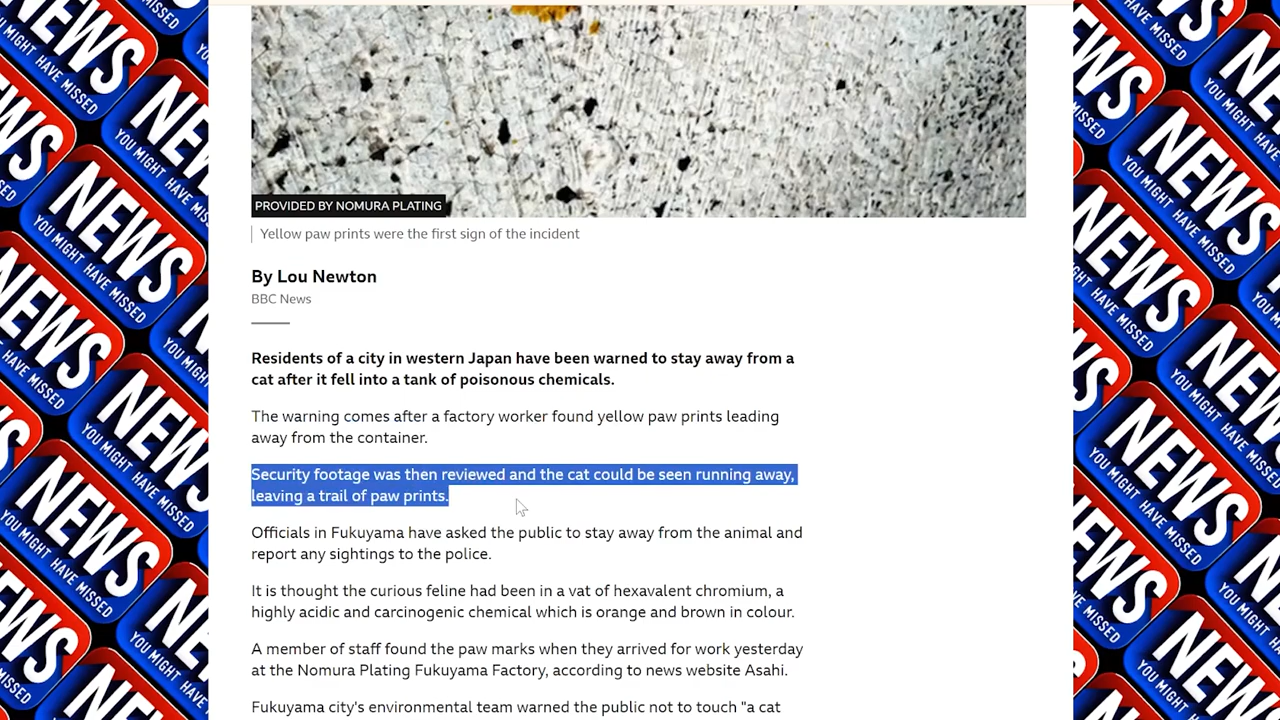 NEWS
YOU MIGHT HAVE MISSED
PROVIDED BY NOMURA PLATING
Yellow paw prints were the first sign of the incident
By Lou Newton
BBC News
Residents of a city in western Japan have been warned to stay away from a
cat after it fell into a tank of poisonous chemicals.
The warning comes after a factory worker found yellow paw prints leading
away from the container.
Security footage was then reviewed and the cat could be seen running away,
leaving a trail of paw prints.
Officials in Fukuyama have asked the public to stay away from the animal and
report any sightings to the police.
It is thought the curious feline had been in a vat of hexavalent chromium, a
highly acidic and carcinogenic chemical which is orange and brown in colour.
A member of staff found the paw marks when they arrived for work yesterday
at the Nomura Plating Fukuyama Factory, according to news website Asahi.
Fukuyama city's environmental team warned the public not to touch "a cat